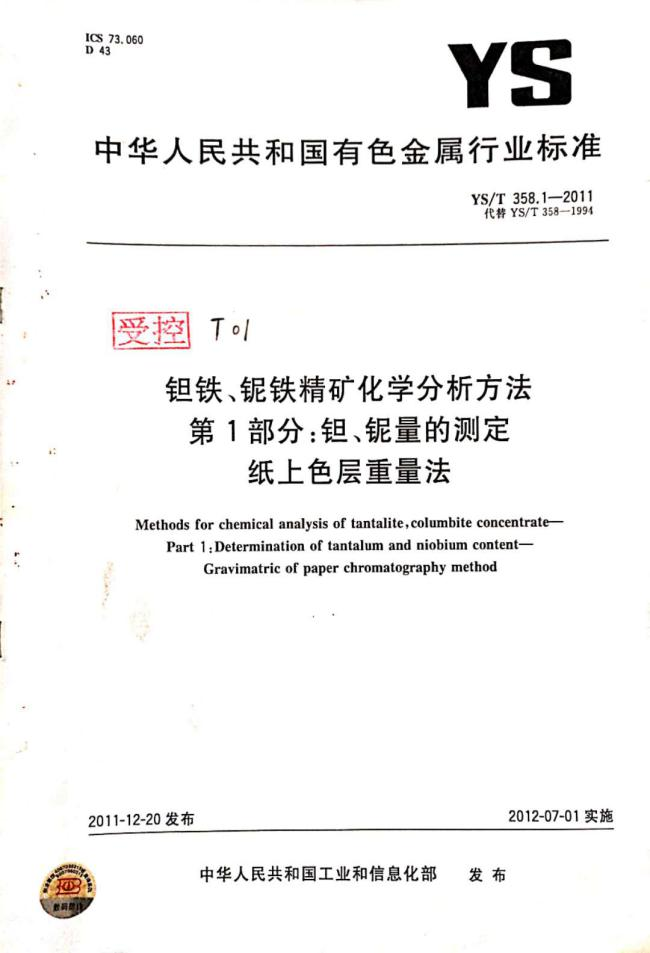 ICS 73.060
D 43
YS
中华人民共和国有色金属行业标准
YS/T 358.1—2011
代替 YS/T 358—1994
受控 T01
钽铁、铌铁精矿化学分析方法
第 1 部分:钽、铌量的测定
纸上色层重量法
Methods for chemical analysis of tantalite,columbite concentrate—
Part 1:Determination of tantalum and niobium content—
Gravimatric of paper chromatography method
2011-12-20 发布
2012-07-01 实施
中华人民共和国工业和信息化部 发布